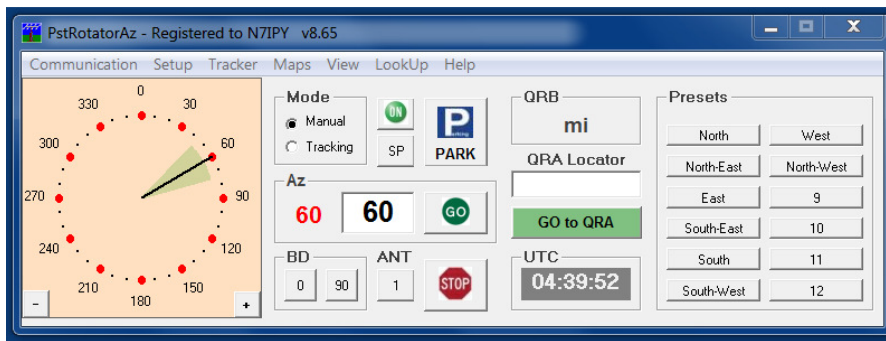 PstRotatorAz - Registered to N7IPY v8.65
Communication Setup Tracker Maps View LookUp Help
0
30
60
90
120
150
180
210
240
270
300
330
-
+
Mode
Manual
Tracking
ON
SP
P
Parking
PARK
Az
60
60
GO
BD
0
90
ANT
1
STOP
QRB
mi
QRA Locator
GO to QRA
UTC
04:39:52
Presets
North
West
North-East
North-West
East
9
South-East
10
South
11
South-West
12